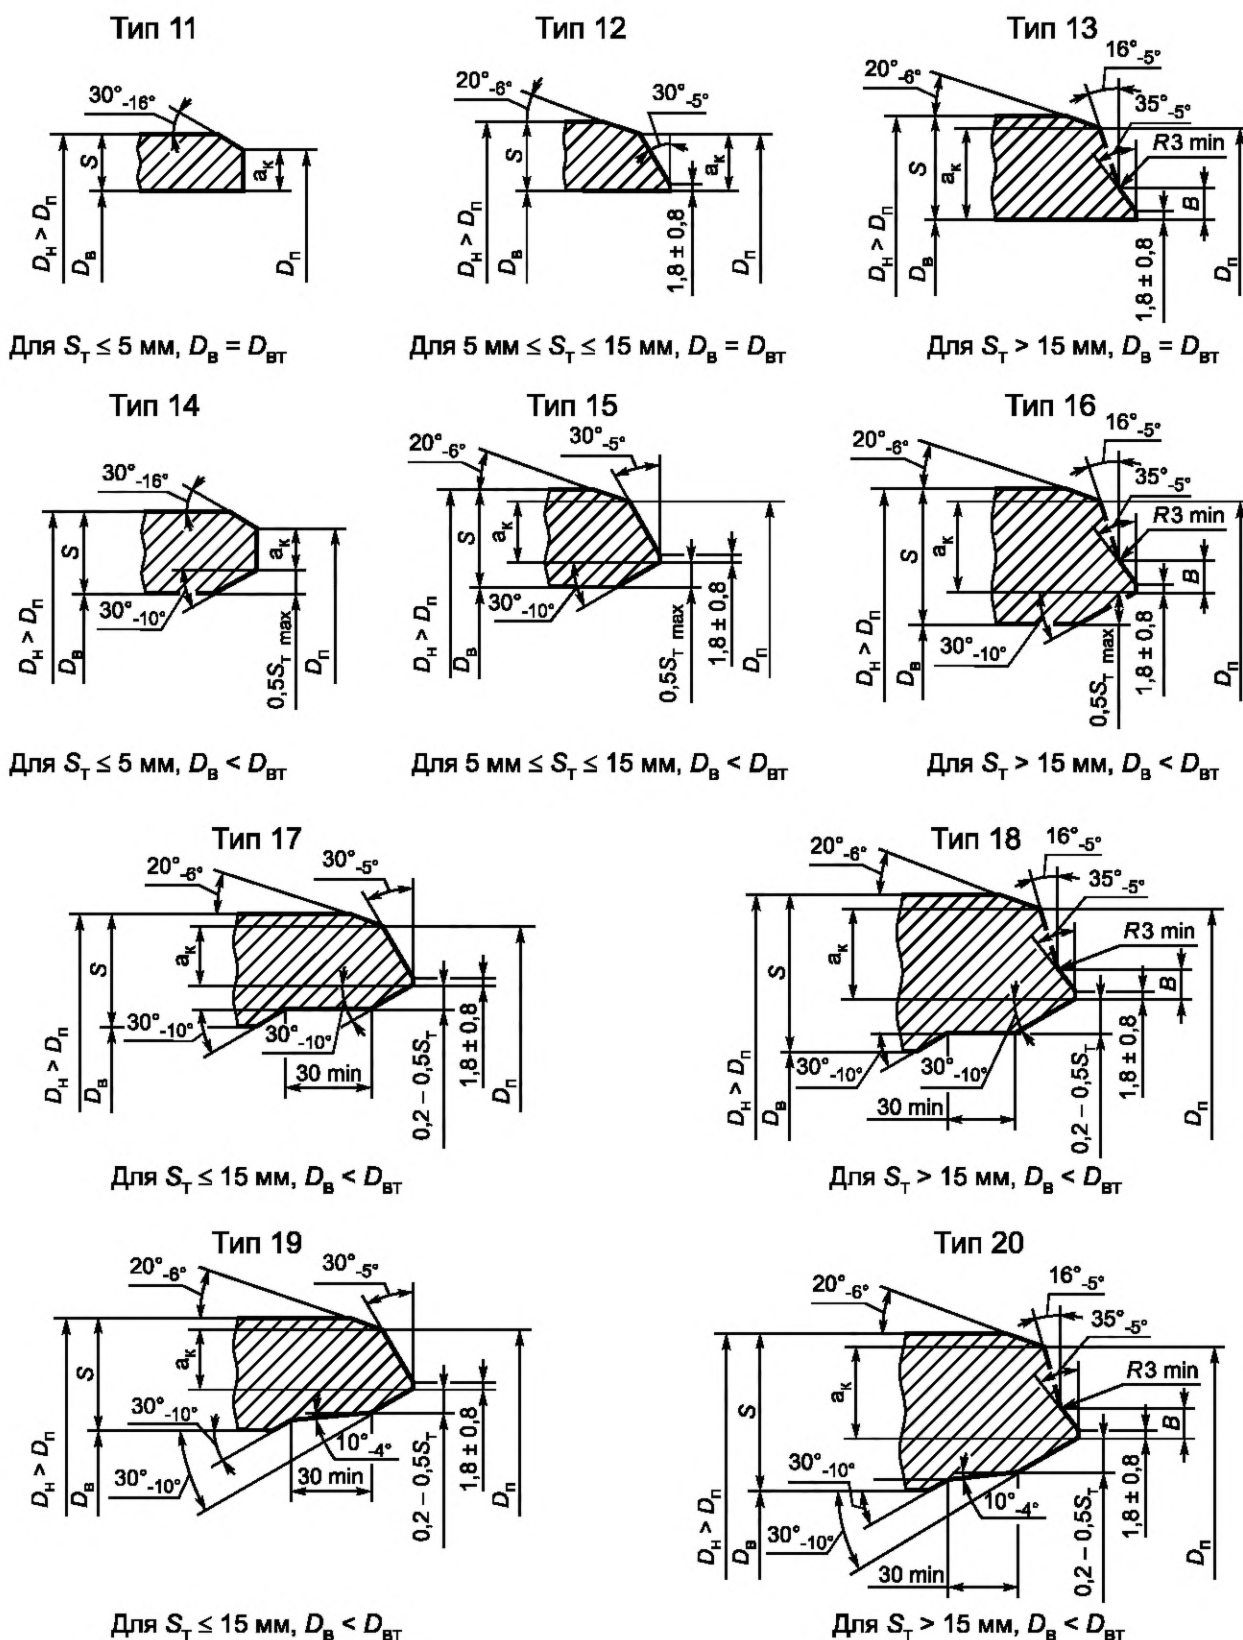 Тип 11
Тип 12
Тип 13
30°-16°
S
aк
Dн > Dп
Dв
Dп
20°-6°
30°-5°
S
aк
Dн > Dп
Dв
1,8 ± 0,8
Dп
20°-6°
16°-5°
35°-5°
R3 min
S
aк
B
Dн > Dп
Dв
1,8 ± 0,8
Dп
Для Sт ≤ 5 мм, Dв = Dвт
Для 5 мм ≤ Sт ≤ 15 мм, Dв = Dвт
Для Sт > 15 мм, Dв = Dвт
Тип 14
Тип 15
Тип 16
30°-16°
S
aк
30°-10°
Dн > Dп
Dв
0,5Sт max
Dп
20°-6°
30°-5°
S
aк
30°-10°
Dн > Dп
Dв
0,5Sт max
1,8 ± 0,8
Dп
20°-6°
16°-5°
35°-5°
R3 min
S
aк
B
30°-10°
Dн > Dп
Dв
0,5Sт max
1,8 ± 0,8
Dп
Для Sт ≤ 5 мм, Dв < Dвт
Для 5 мм ≤ Sт ≤ 15 мм, Dв < Dвт
Для Sт > 15 мм, Dв < Dвт
Тип 17
Тип 18
20°-6°
30°-5°
S
aк
30°-10°
30°-10°
30 min
Dн > Dп
Dв
0,2 – 0,5Sт
1,8 ± 0,8
Dп
20°-6°
16°-5°
35°-5°
R3 min
S
aк
B
30°-10°
30°-10°
30 min
Dн > Dп
Dв
0,2 – 0,5Sт
1,8 ± 0,8
Dп
Для Sт ≤ 15 мм, Dв < Dвт
Для Sт > 15 мм, Dв < Dвт
Тип 19
Тип 20
20°-6°
30°-5°
S
aк
30°-10°
10°-4°
30°-10°
30 min
Dн > Dп
Dв
0,2 – 0,5Sт
1,8 ± 0,8
Dп
20°-6°
16°-5°
35°-5°
R3 min
S
aк
B
30°-10°
10°-4°
30°-10°
30 min
Dн > Dп
Dв
0,2 – 0,5Sт
1,8 ± 0,8
Dп
Для Sт ≤ 15 мм, Dв < Dвт
Для Sт > 15 мм, Dв < Dвт